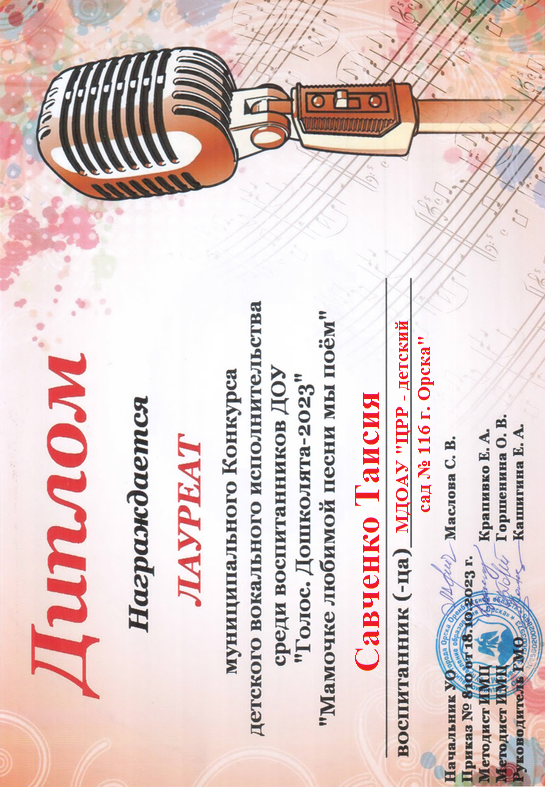 Диплом
Награждается
ЛАУРЕАТ
муниципального Конкурса
детского вокального исполнительства
среди воспитанников ДОУ
"Голос. Дошколята-2023"
"Мамочке любимой песни мы поём"
Савченко Таисия
воспитанник (-ца) МДОАУ "ЦРР - детский
сад № 116 г. Орска"
Начальник УО Маслова С. В.
Приказ № 810 от 18.10.2023 г.
Методист ИМЦ Крапивко Е. А.
Методист ИМЦ Горшенина О. В.
Руководитель ГМО Кашигина Е. А.